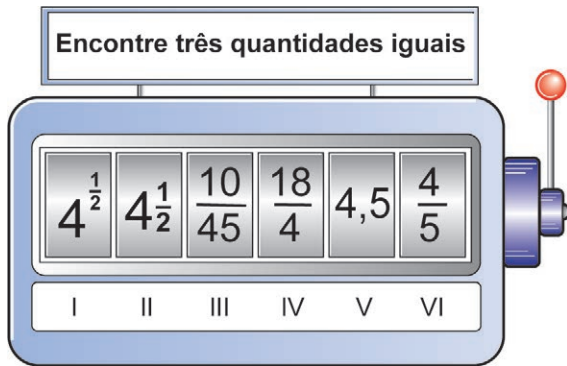 Encontre três quantidades iguais
4^{1/2} 4 1/2 10/45 18/4 4,5 4/5
I II III IV V VI